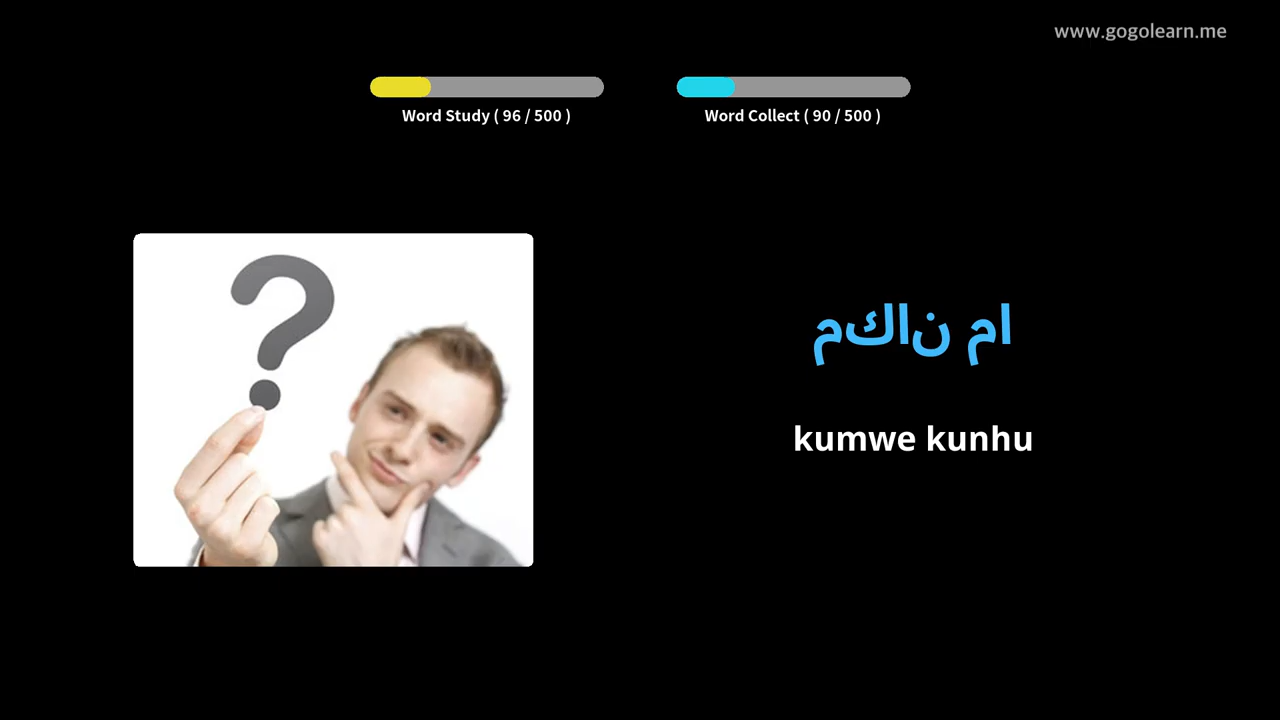 www.gogolearn.me
Word Study ( 96 / 500 )
Word Collect ( 90 / 500 )
مكان ما
kumwe kunhu